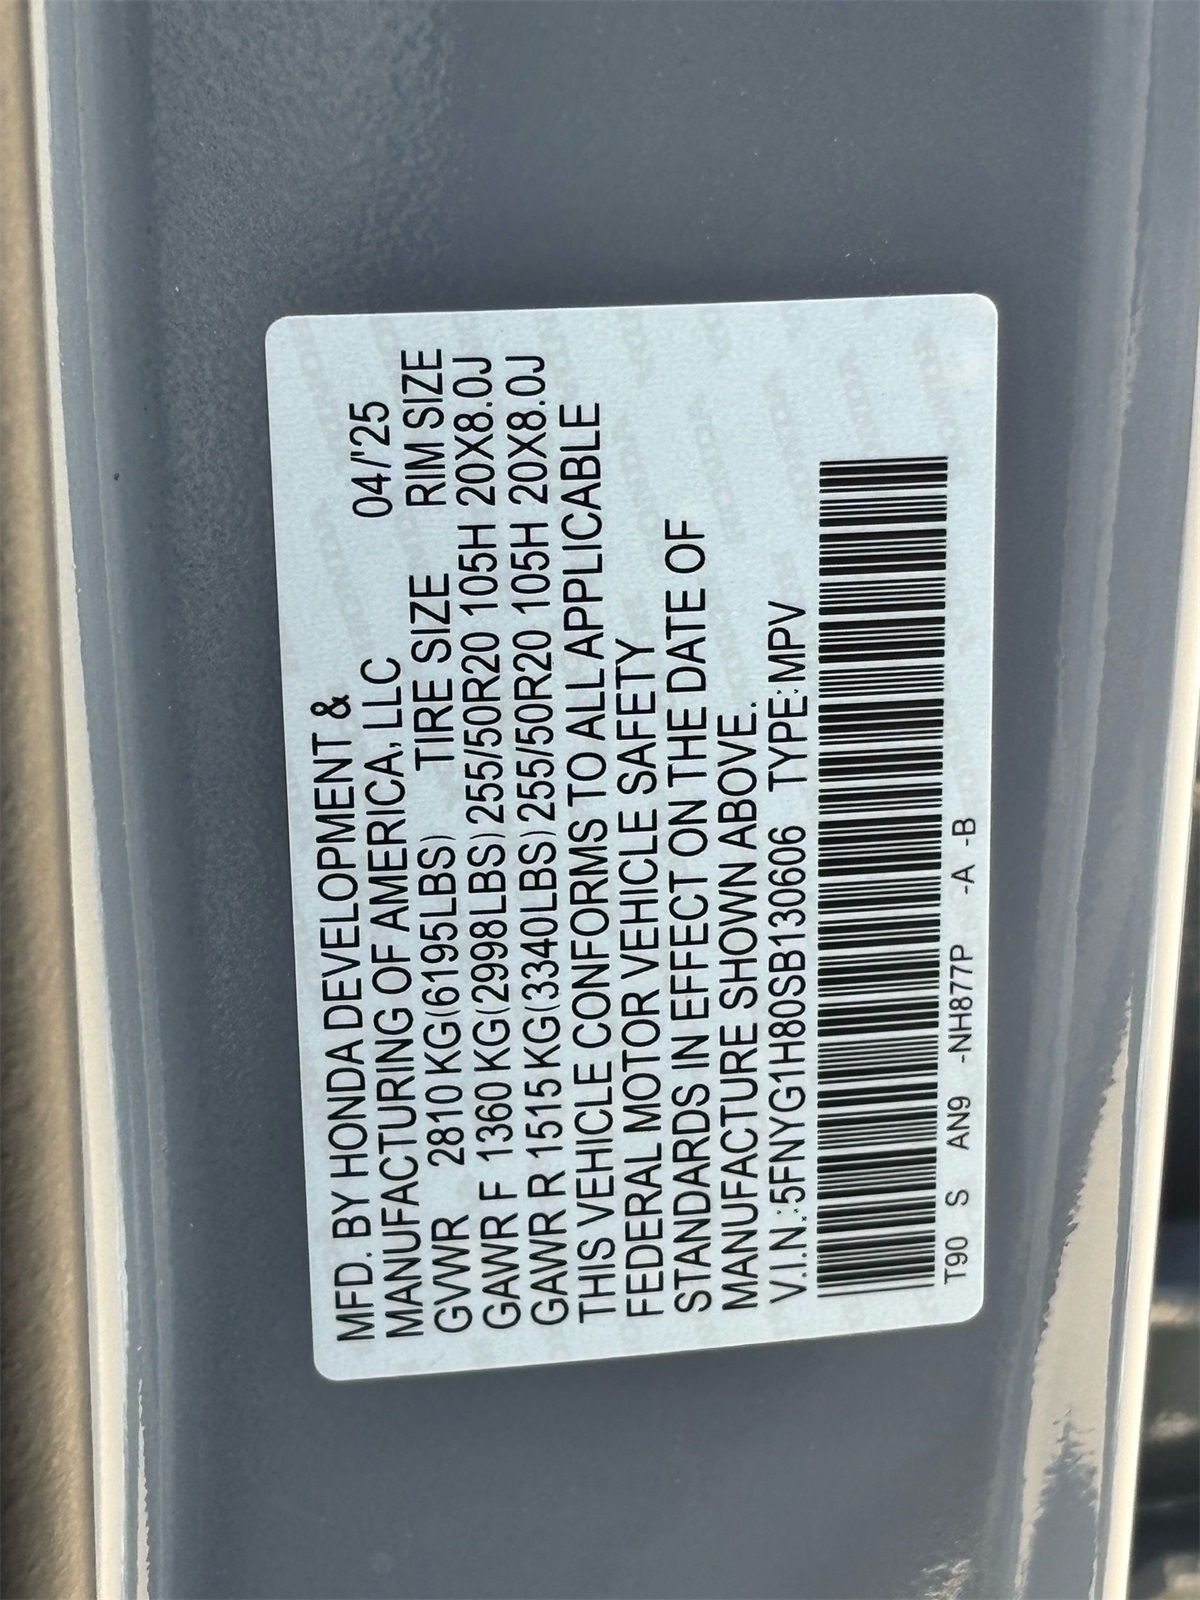 MFD. BY HONDA DEVELOPMENT &
MANUFACTURING OF AMERICA, LLC 04/'25
GVWR 2810 KG(6195LBS) TIRE SIZE RIM SIZE
GAWR F 1360 KG(2998LBS) 255/50R20 105H 20X8.0J
GAWR R 1515 KG(3340LBS) 255/50R20 105H 20X8.0J
THIS VEHICLE CONFORMS TO ALL APPLICABLE
FEDERAL MOTOR VEHICLE SAFETY
STANDARDS IN EFFECT ON THE DATE OF
MANUFACTURE SHOWN ABOVE.
V.I.N.:5FNYG1H80SB130606 TYPE:MPV
T90 S AN9 -NH877P -A -B